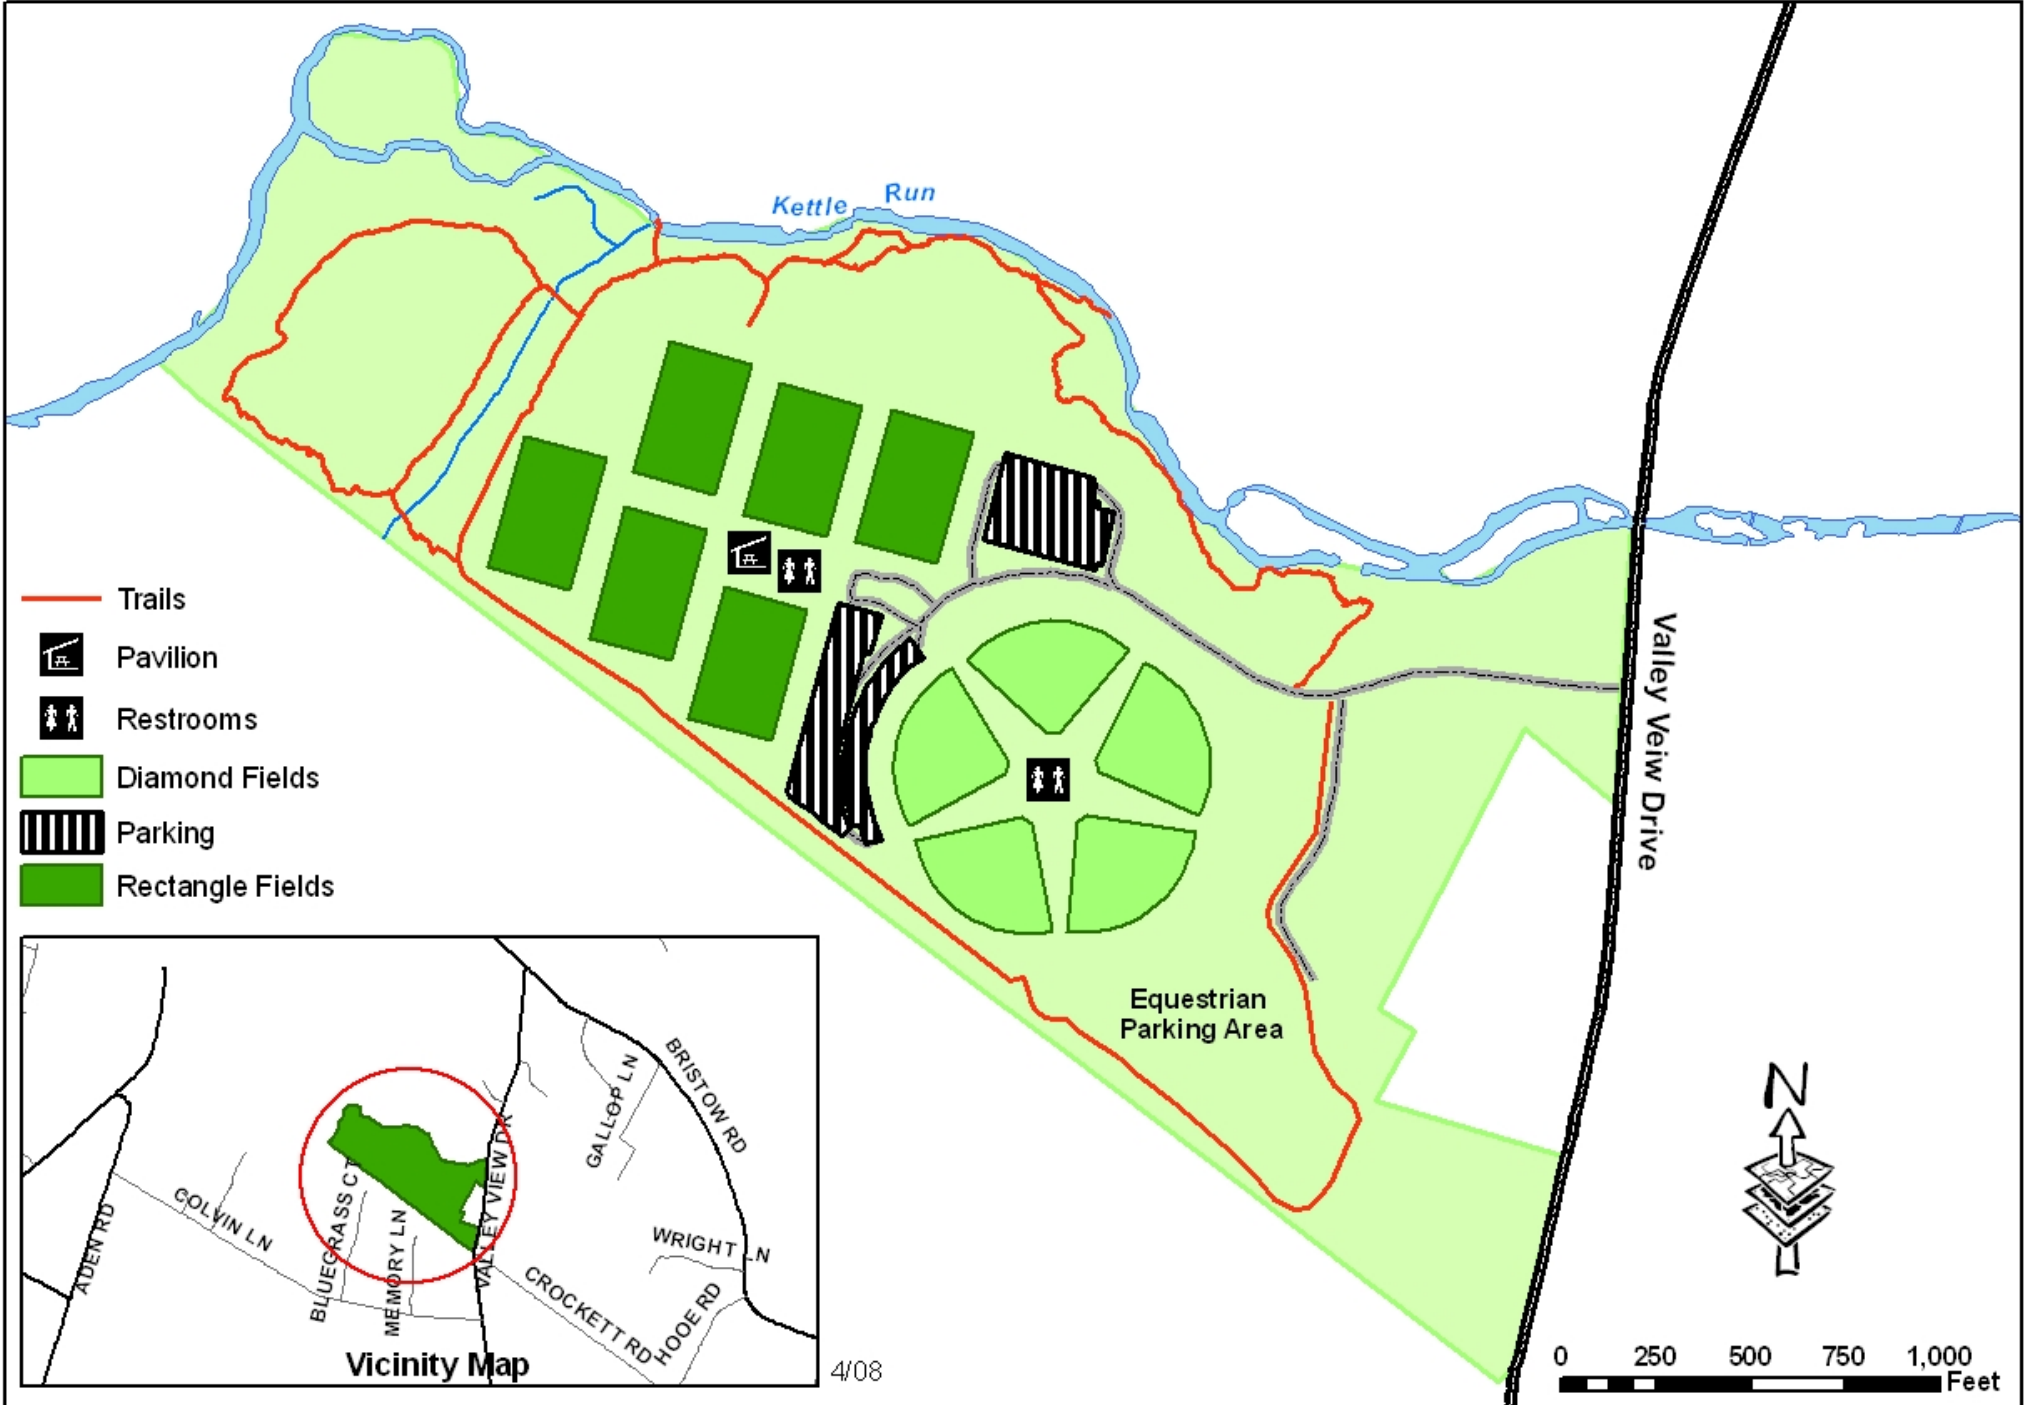 Kettle Run
Valley Veiw Drive
Trails
Pavilion
Restrooms
Diamond Fields
Parking
Rectangle Fields
Equestrian
Parking Area
N
0 250 500 750 1,000
Feet
BRISTOW RD
GALLOP LN
VALLEY VIEW DR
COLVIN LN
BLUEGRASS CT
MEMORY LN
ADEN RD
WRIGHT LN
CROCKETT RD
HOOE RD
Vicinity Map
4/08